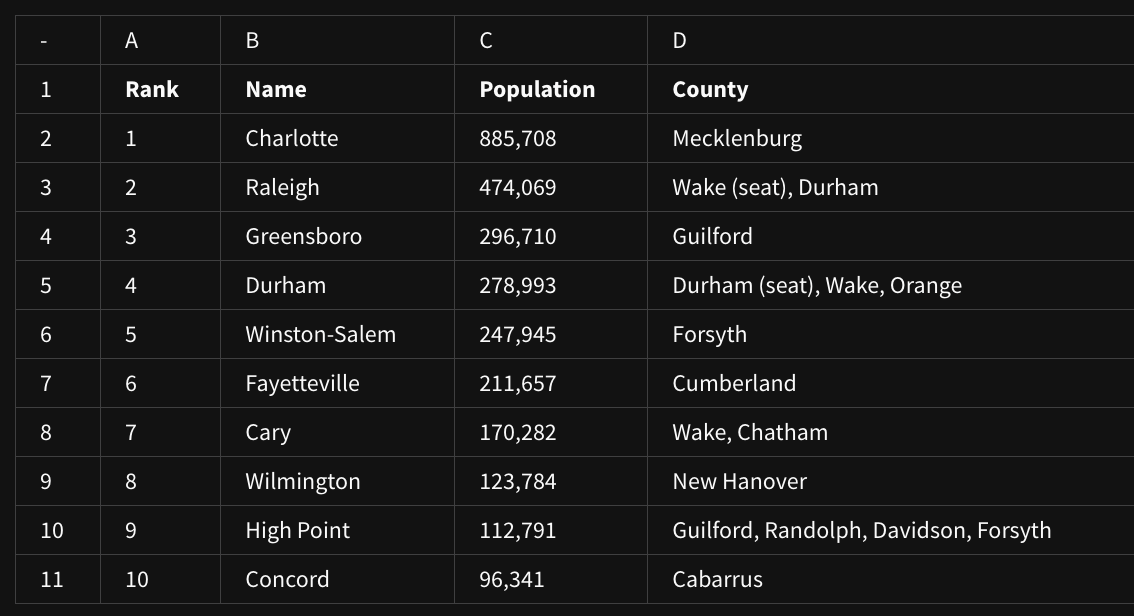 - A B C D
1 Rank Name Population County
2 1 Charlotte 885,708 Mecklenburg
3 2 Raleigh 474,069 Wake (seat), Durham
4 3 Greensboro 296,710 Guilford
5 4 Durham 278,993 Durham (seat), Wake, Orange
6 5 Winston-Salem 247,945 Forsyth
7 6 Fayetteville 211,657 Cumberland
8 7 Cary 170,282 Wake, Chatham
9 8 Wilmington 123,784 New Hanover
10 9 High Point 112,791 Guilford, Randolph, Davidson, Forsyth
11 10 Concord 96,341 Cabarrus